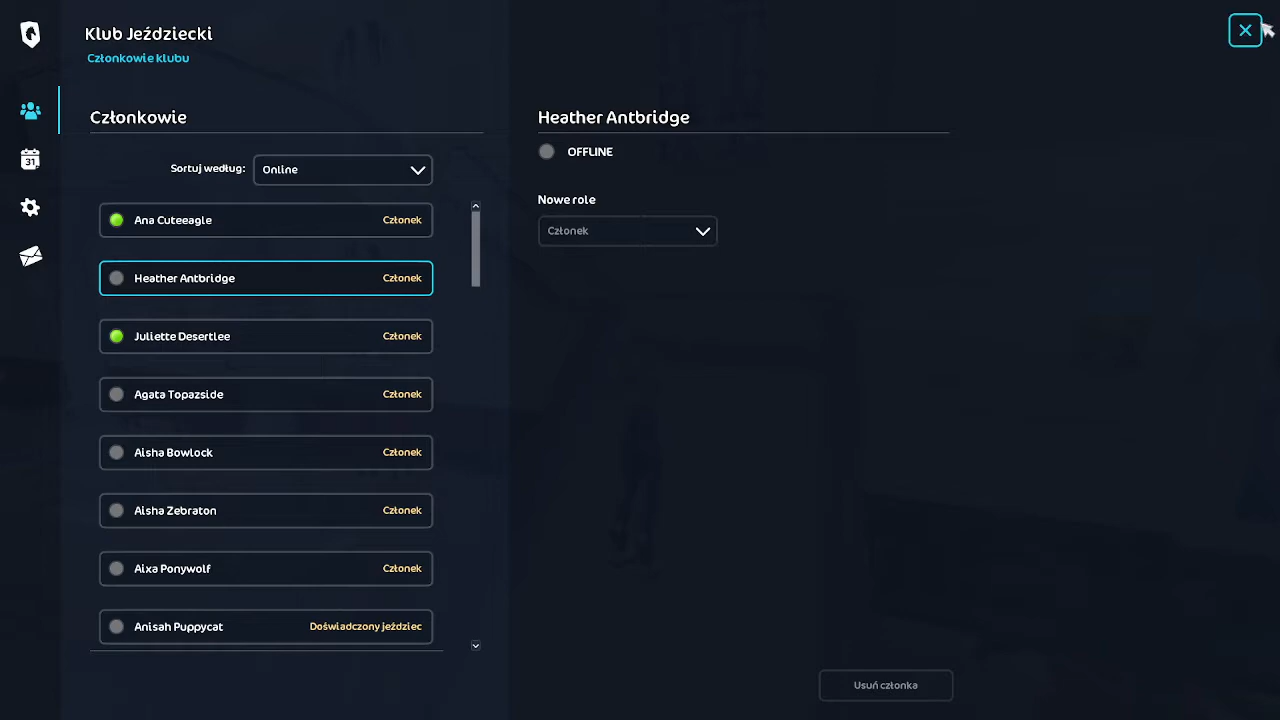 Klub Jeździecki
Członkowie klubu
31
Członkowie
Sortuj według: Online
Ana Cuteeagle Członek
Heather Antbridge Członek
Juliette Desertlee Członek
Agata Topazside Członek
Aisha Bowlock Członek
Aisha Zebraton Członek
Aixa Ponywolf Członek
Anisah Puppycat Doświadczony jeździec
Heather Antbridge
OFFLINE
Nowe role
Członek
Usuń członka